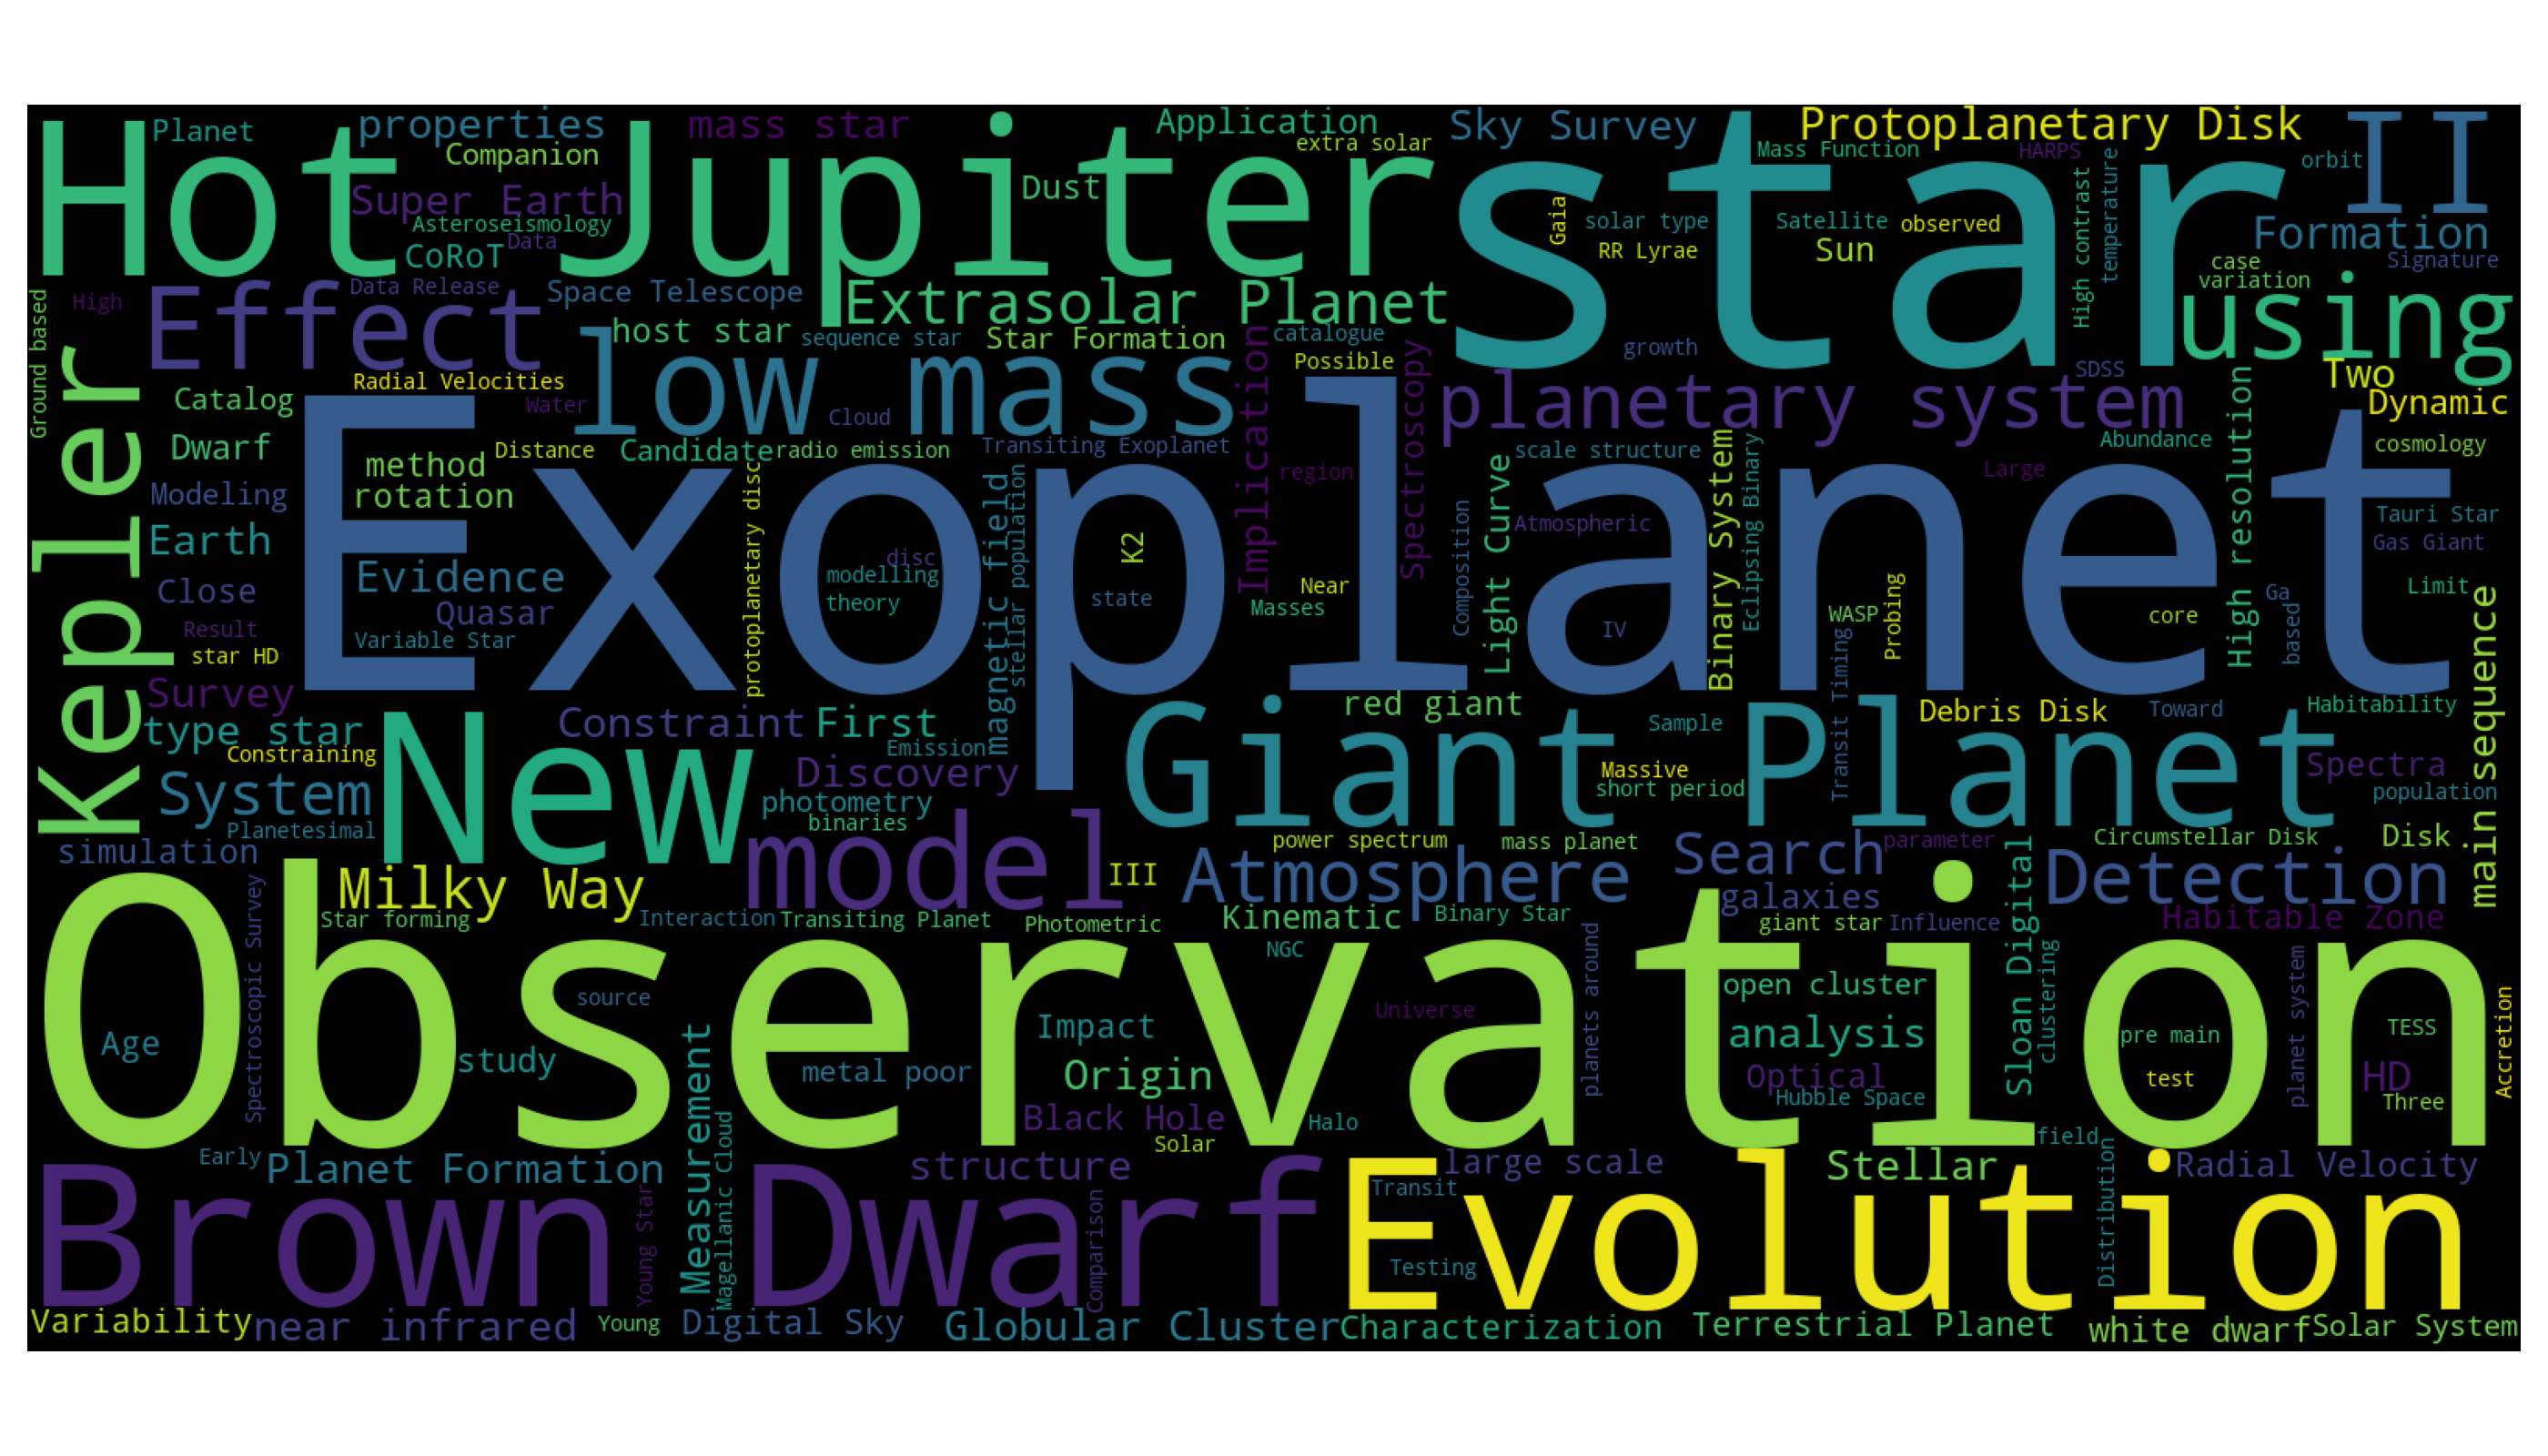 Hot Jupiter
star
II
Planet
properties
mass star
Application
Sky Survey
Protoplanetary Disk
Companion
extra solar
Mass Function
HARPS
orbit
Super Earth
Dust
Asteroseismology
Data
CoRoT
Gaia
solar type
Satellite
observed
RR Lyrae
Sun
High contrast
temperature
Formation
case
Signature
variation
using
Ground based
High
Effect
Data Release
Space Telescope
Extrasolar Planet
host star
sequence star
Star Formation
catalogue
growth
SDSS
Two
Kepler
Radial Velocities
low mass
Possible
Implication
Spectroscopy
planetary system
Dynamic
Catalog
Water
Cloud
High resolution
Dwarf
method
Distance
Candidate
radio emission
Transiting Exoplanet
scale structure
Binary System
Eclipsing Binary
Abundance
cosmology
Modeling
rotation
Exoplanet
protoplanetary disc
magnetic field
stellar population
region
Light Curve
Large
Earth
K2
Composition
Atmospheric
Tauri Star
Gas Giant
Evidence
disc
modelling
theory
state
Near
Masses
Close
Quasar
Result
Variable Star
star HD
IV
WASP
Probing
core
Ga
based
Limit
main sequence
Survey
type star
Constraining
New
Constraint
First
Emission
Discovery
red giant
Giant Planet
Sample
Transit Timing
Debris Disk
Toward
Habitability
Spectra
System
Massive
short period
population
Planetesimal
photometry
binaries
simulation
model
power spectrum
mass planet
Search
parameter
Circumstellar Disk
Disk
Milky Way
III
Atmosphere
galaxies
Sloan Digital
Detection
Star forming
Interaction
Transiting Planet
Photometric
Kinematic
Binary Star
giant star
Influence
Habitable Zone
Spectroscopic Survey
Observation
NGC
planets around
clustering
planet system
Accretion
source
Universe
open cluster
Age
Impact
analysis
pre main
TESS
study
Measurement
metal poor
Origin
Optical
test
HD
Hubble Space
Three
Black Hole
Halo
Magellanic Cloud
Solar
field
Early
Planet Formation
structure
large scale
Stellar
Radial Velocity
Brown Dwarf
Young Star
Comparison
Transit
Evolution
Distribution
Testing
Variability
near infrared
Young
Digital Sky
Globular Cluster
Characterization
Terrestrial Planet
white dwarf
Solar System